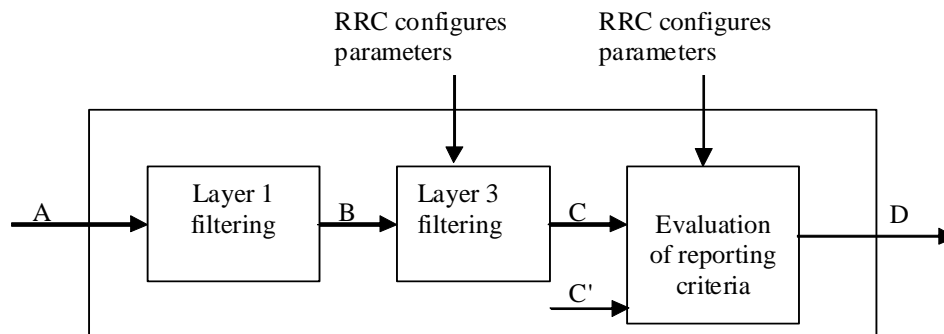 RRC configures
parameters
RRC configures
parameters
A
Layer 1
filtering
B
Layer 3
filtering
C
C'
Evaluation
of reporting
criteria
D